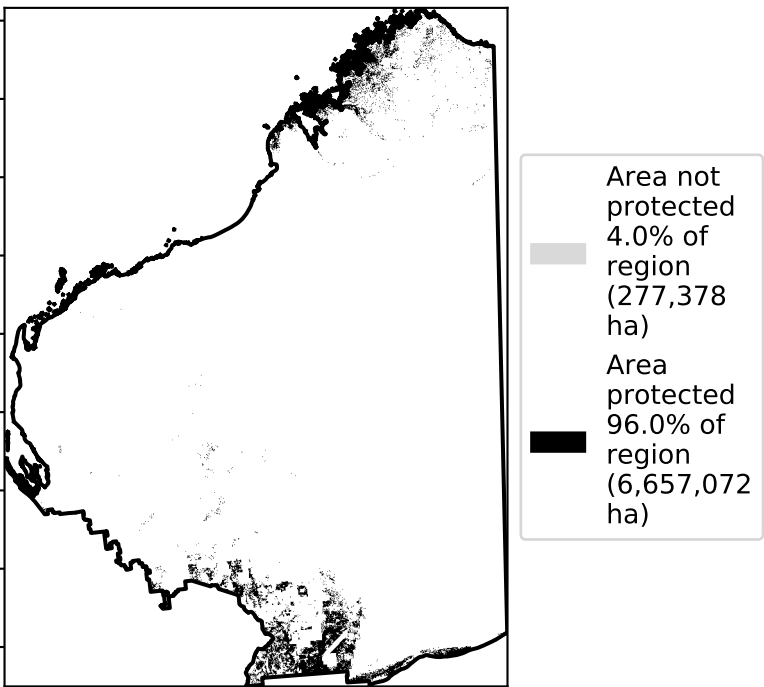 Area not
protected
4.0% of
region
(277,378
ha)
Area
protected
96.0% of
region
(6,657,072
ha)